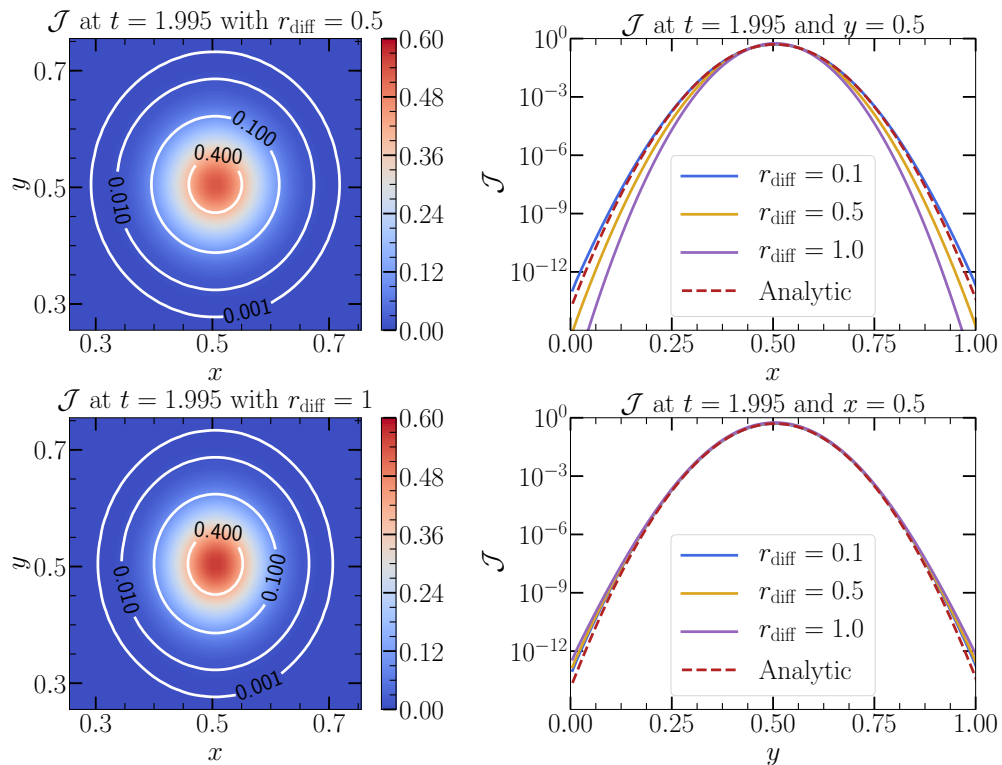 𝒥 at t = 1.995 with r_diff = 0.5
0.7
0.5
0.3
y
0.3
0.5
0.7
x
0.400
0.100
0.010
0.001
0.60
0.48
0.36
0.24
0.12
0.00
𝒥 at t = 1.995 and y = 0.5
10^0
10^−3
10^−6
10^−9
10^−12
𝒥
r_diff = 0.1
r_diff = 0.5
r_diff = 1.0
Analytic
0.00
0.25
0.50
0.75
1.00
x
𝒥 at t = 1.995 with r_diff = 1
0.7
0.5
0.3
y
0.3
0.5
0.7
x
0.400
0.100
0.010
0.001
0.60
0.48
0.36
0.24
0.12
0.00
𝒥 at t = 1.995 and x = 0.5
10^0
10^−3
10^−6
10^−9
10^−12
𝒥
r_diff = 0.1
r_diff = 0.5
r_diff = 1.0
Analytic
0.00
0.25
0.50
0.75
1.00
y